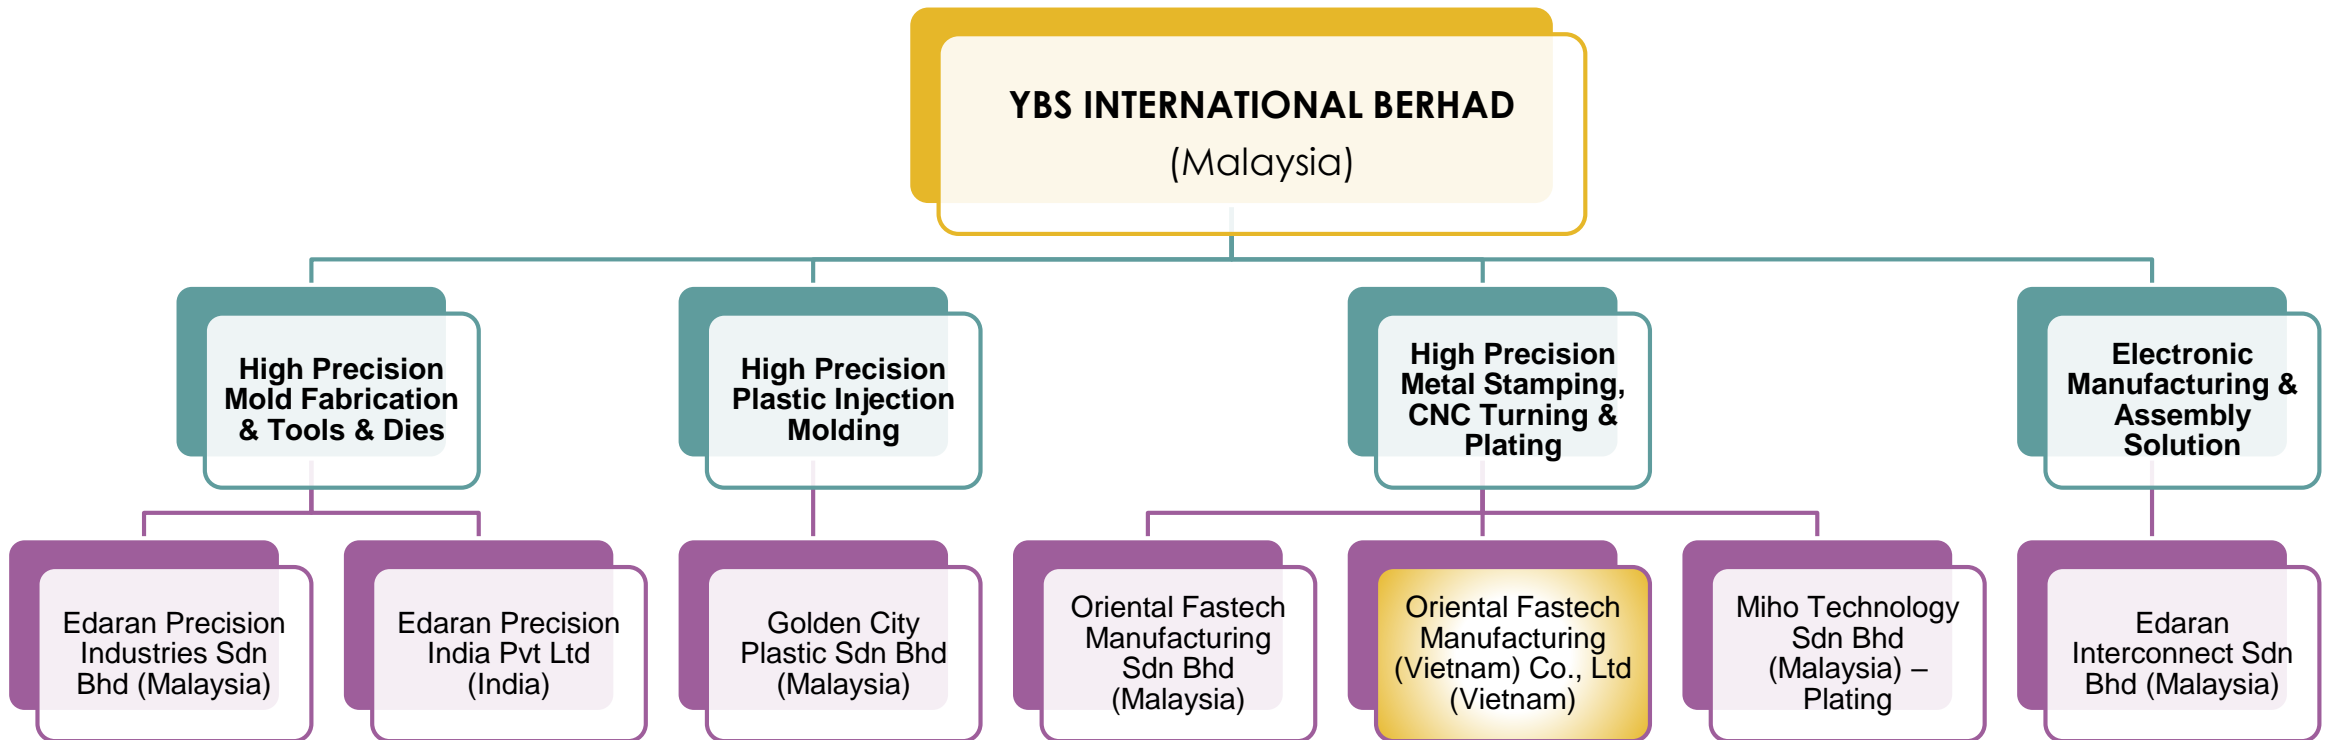 YBS INTERNATIONAL BERHAD
(Malaysia)
High Precision
Mold Fabrication
& Tools & Dies
High Precision
Plastic Injection
Molding
High Precision
Metal Stamping,
CNC Turning &
Plating
Electronic
Manufacturing &
Assembly
Solution
Edaran Precision
Industries Sdn
Bhd (Malaysia)
Edaran Precision
India Pvt Ltd
(India)
Golden City
Plastic Sdn Bhd
(Malaysia)
Oriental Fastech
Manufacturing
Sdn Bhd
(Malaysia)
Oriental Fastech
Manufacturing
(Vietnam) Co., Ltd
(Vietnam)
Miho Technology
Sdn Bhd
(Malaysia) –
Plating
Edaran
Interconnect Sdn
Bhd (Malaysia)